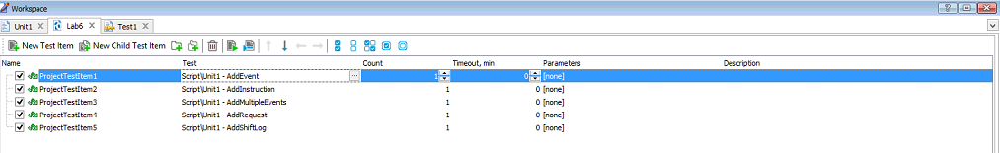 Workspace
Unit1 Lab6 Test1
New Test Item New Child Test Item
Name Test Count Timeout, min Parameters Description
ProjectTestItem1 Script\Unit1 - AddEvent ... 1 0 [none]
ProjectTestItem2 Script\Unit1 - AddInstruction 1 0 [none]
ProjectTestItem3 Script\Unit1 - AddMultipleEvents 1 0 [none]
ProjectTestItem4 Script\Unit1 - AddRequest 1 0 [none]
ProjectTestItem5 Script\Unit1 - AddShiftLog 1 0 [none]